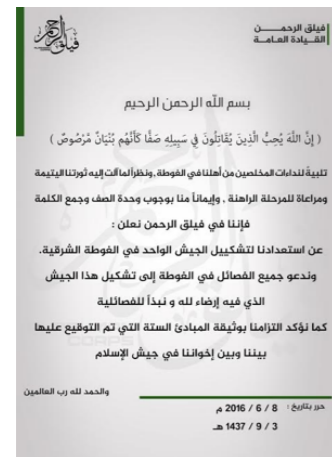 فيلق الرحمــــن
القـــيادة العـامــة
فيلق الرحمن
بسم الله الرحمن الرحيم
( إِنَّ اللَّهَ يُحِبُّ الَّذِينَ يُقَاتِلُونَ فِي سَبِيلِهِ صَفًّا كَأَنَّهُم بُنْيَانٌ مَّرْصُوصٌ )
تلبيةً لنداءات المخلصين من أهلنا في الغوطة, ونظراً لما آلت إليه ثورتنا اليتيمة
ومراعاة للمرحلة الراهنة , وإيماناً منا بوجوب وحدة الصف وجمع الكلمة
فإننا في فيلق الرحمن نعلن :
عن استعدادنا لتشكيل الجيش الواحد في الغوطة الشرقية.
وندعو جميع الفصائل في الغوطة إلى تشكيل هذا الجيش
الذي فيه إرضاء لله و نبذاً للفصائلية
كما نؤكد التزامنا بوثيقة المبادئ الستة التي تم التوقيع عليها
بيننا وبين إخواننا في جيش الإسلام
والحمد لله رب العالمين
حرر بتاريخ : 8 / 6 / 2016 م
3 / 9 / 1437 هـ